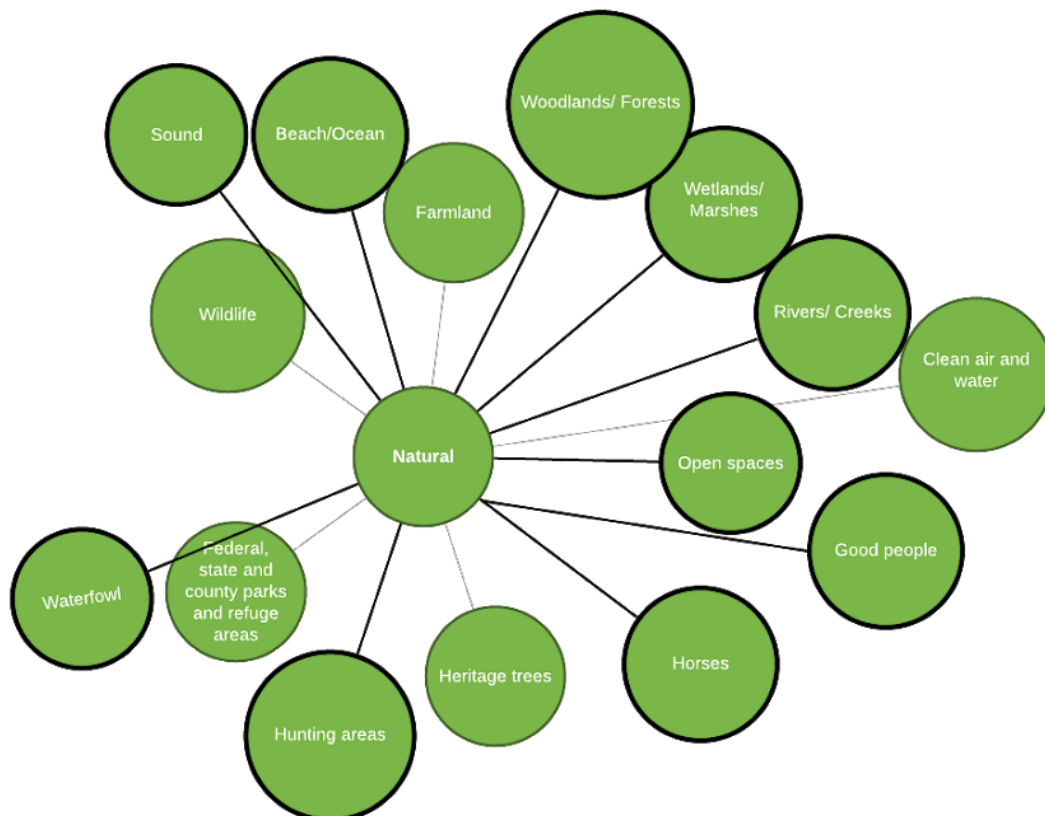 Woodlands/ Forests
Sound
Beach/Ocean
Wetlands/
Marshes
Farmland
Rivers/ Creeks
Wildlife
Clean air and
water
Natural
Open spaces
Good people
Federal,
state and
county parks
and refuge
areas
Waterfowl
Horses
Heritage trees
Hunting areas